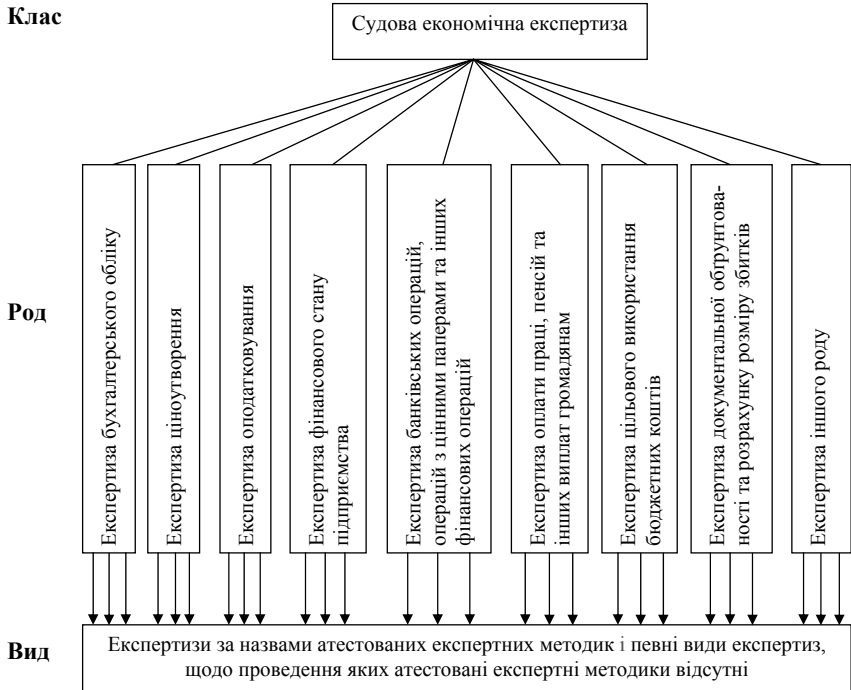 Клас
Судова економічна експертиза
Род
Експертиза бухгалтерського обліку
Експертиза ціноутворення
Експертиза оподатковування
Експертиза фінансового стану
підприємства
Експертиза банківських операцій,
операцій з цінними паперами та інших
фінансових операцій
Експертиза оплати праці, пенсій та
інших виплат громадянам
Експертиза цільового використання
бюджетних коштів
Експертиза документальної обґрунтова-
ності та розрахунку розміру збитків
Експертиза іншого роду
Вид
Експертизи за назвами атестованих експертних методик і певні види експертиз,
щодо проведення яких атестовані експертні методики відсутні